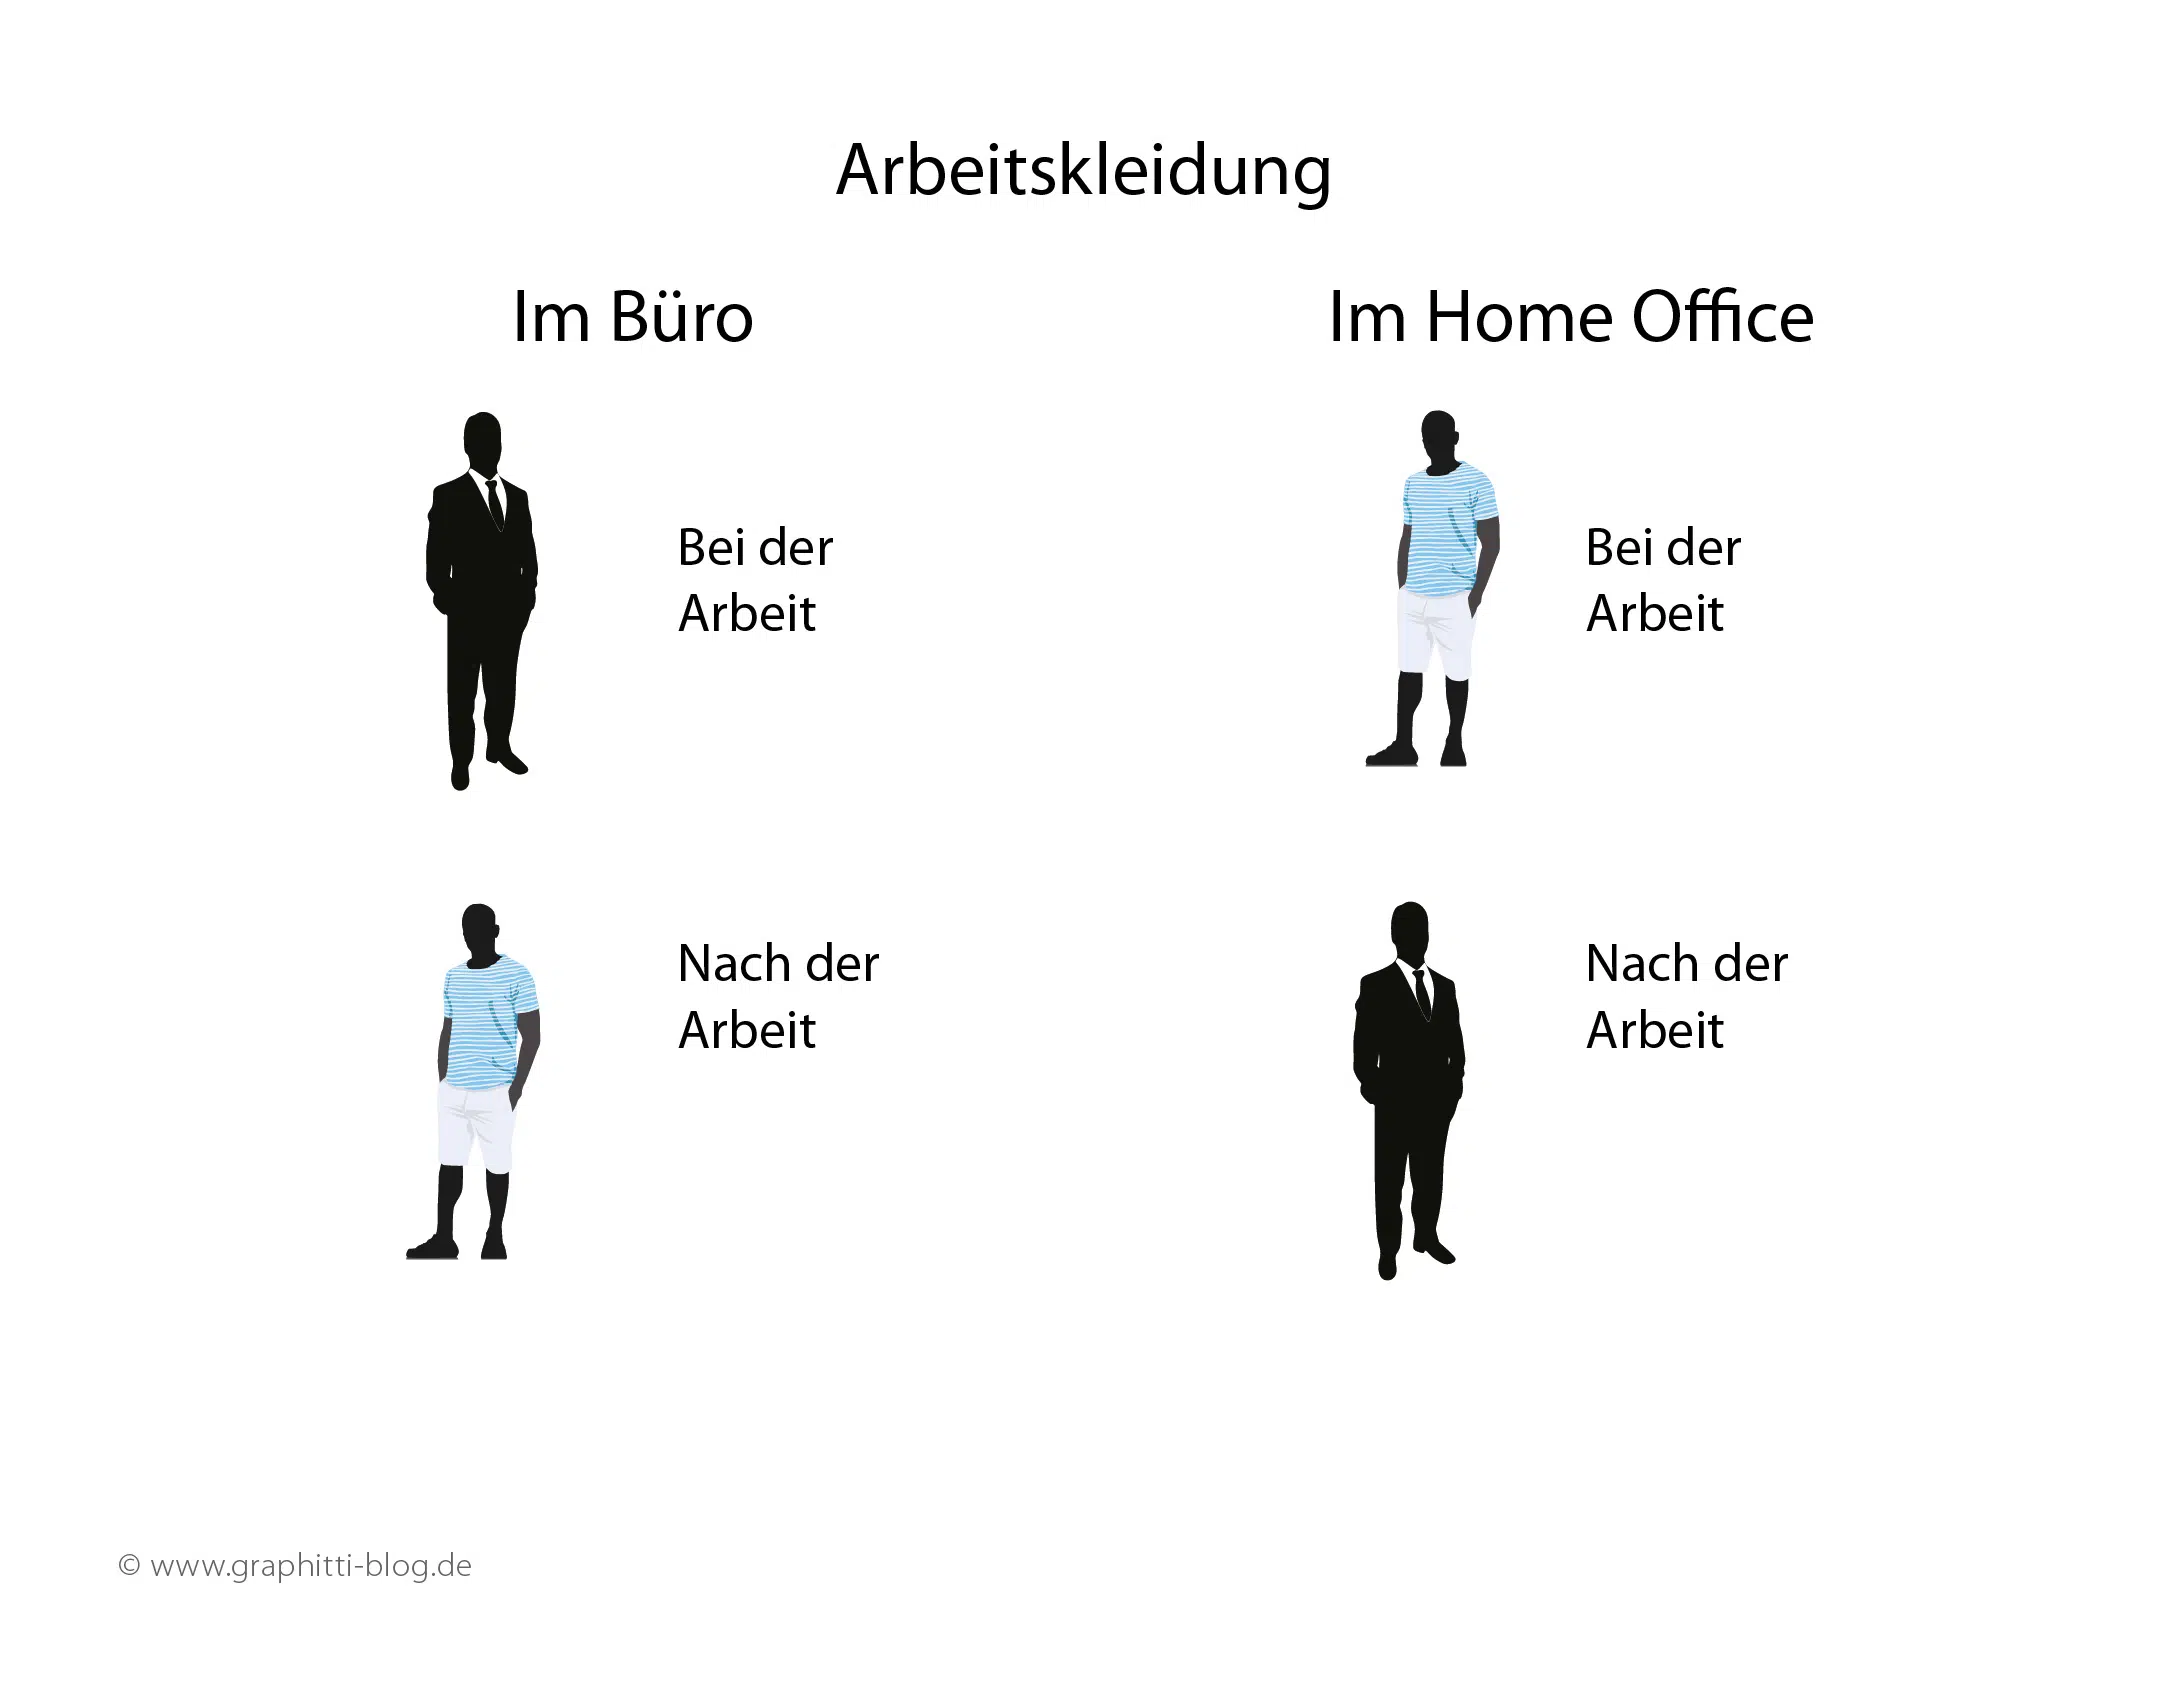 Arbeitskleidung
Im Büro
Im Home Office
Bei der
Arbeit
Bei der
Arbeit
Nach der
Arbeit
Nach der
Arbeit
© www.graphitti-blog.de